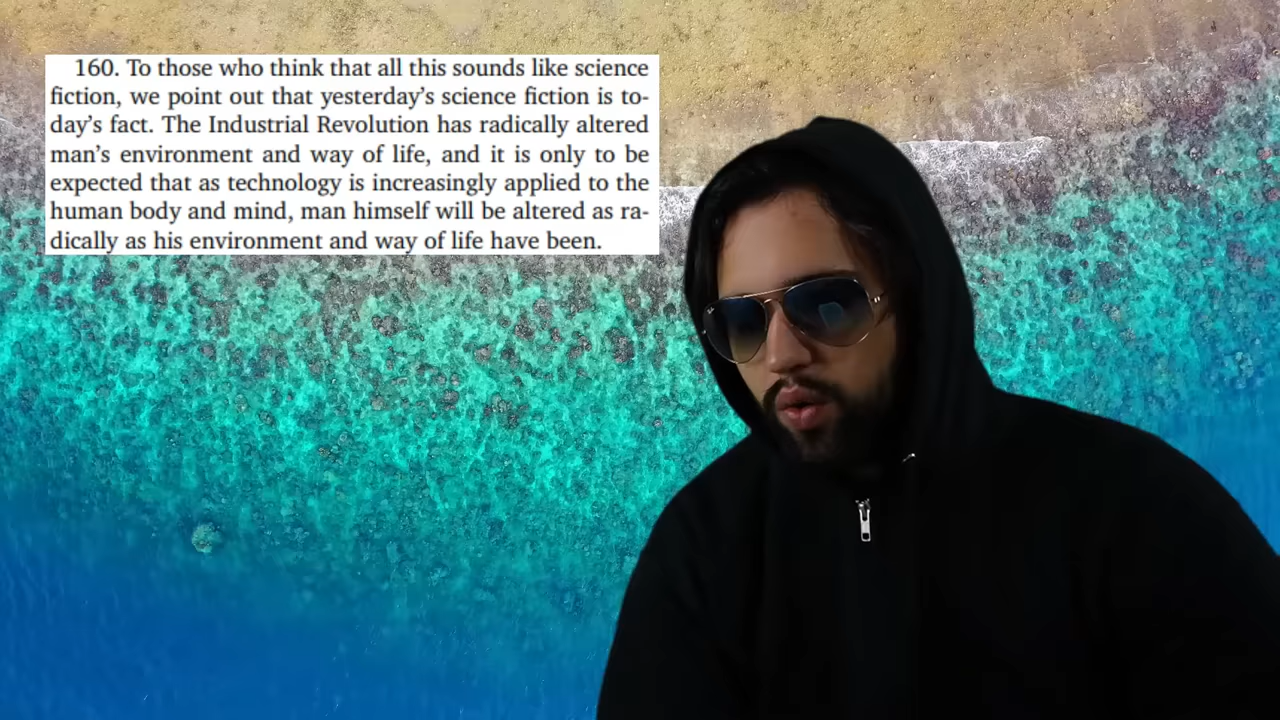 160. To those who think that all this sounds like science
fiction, we point out that yesterday's science fiction is to-
day's fact. The Industrial Revolution has radically altered
man's environment and way of life, and it is only to be
expected that as technology is increasingly applied to the
human body and mind, man himself will be altered as ra-
dically as his environment and way of life have been.